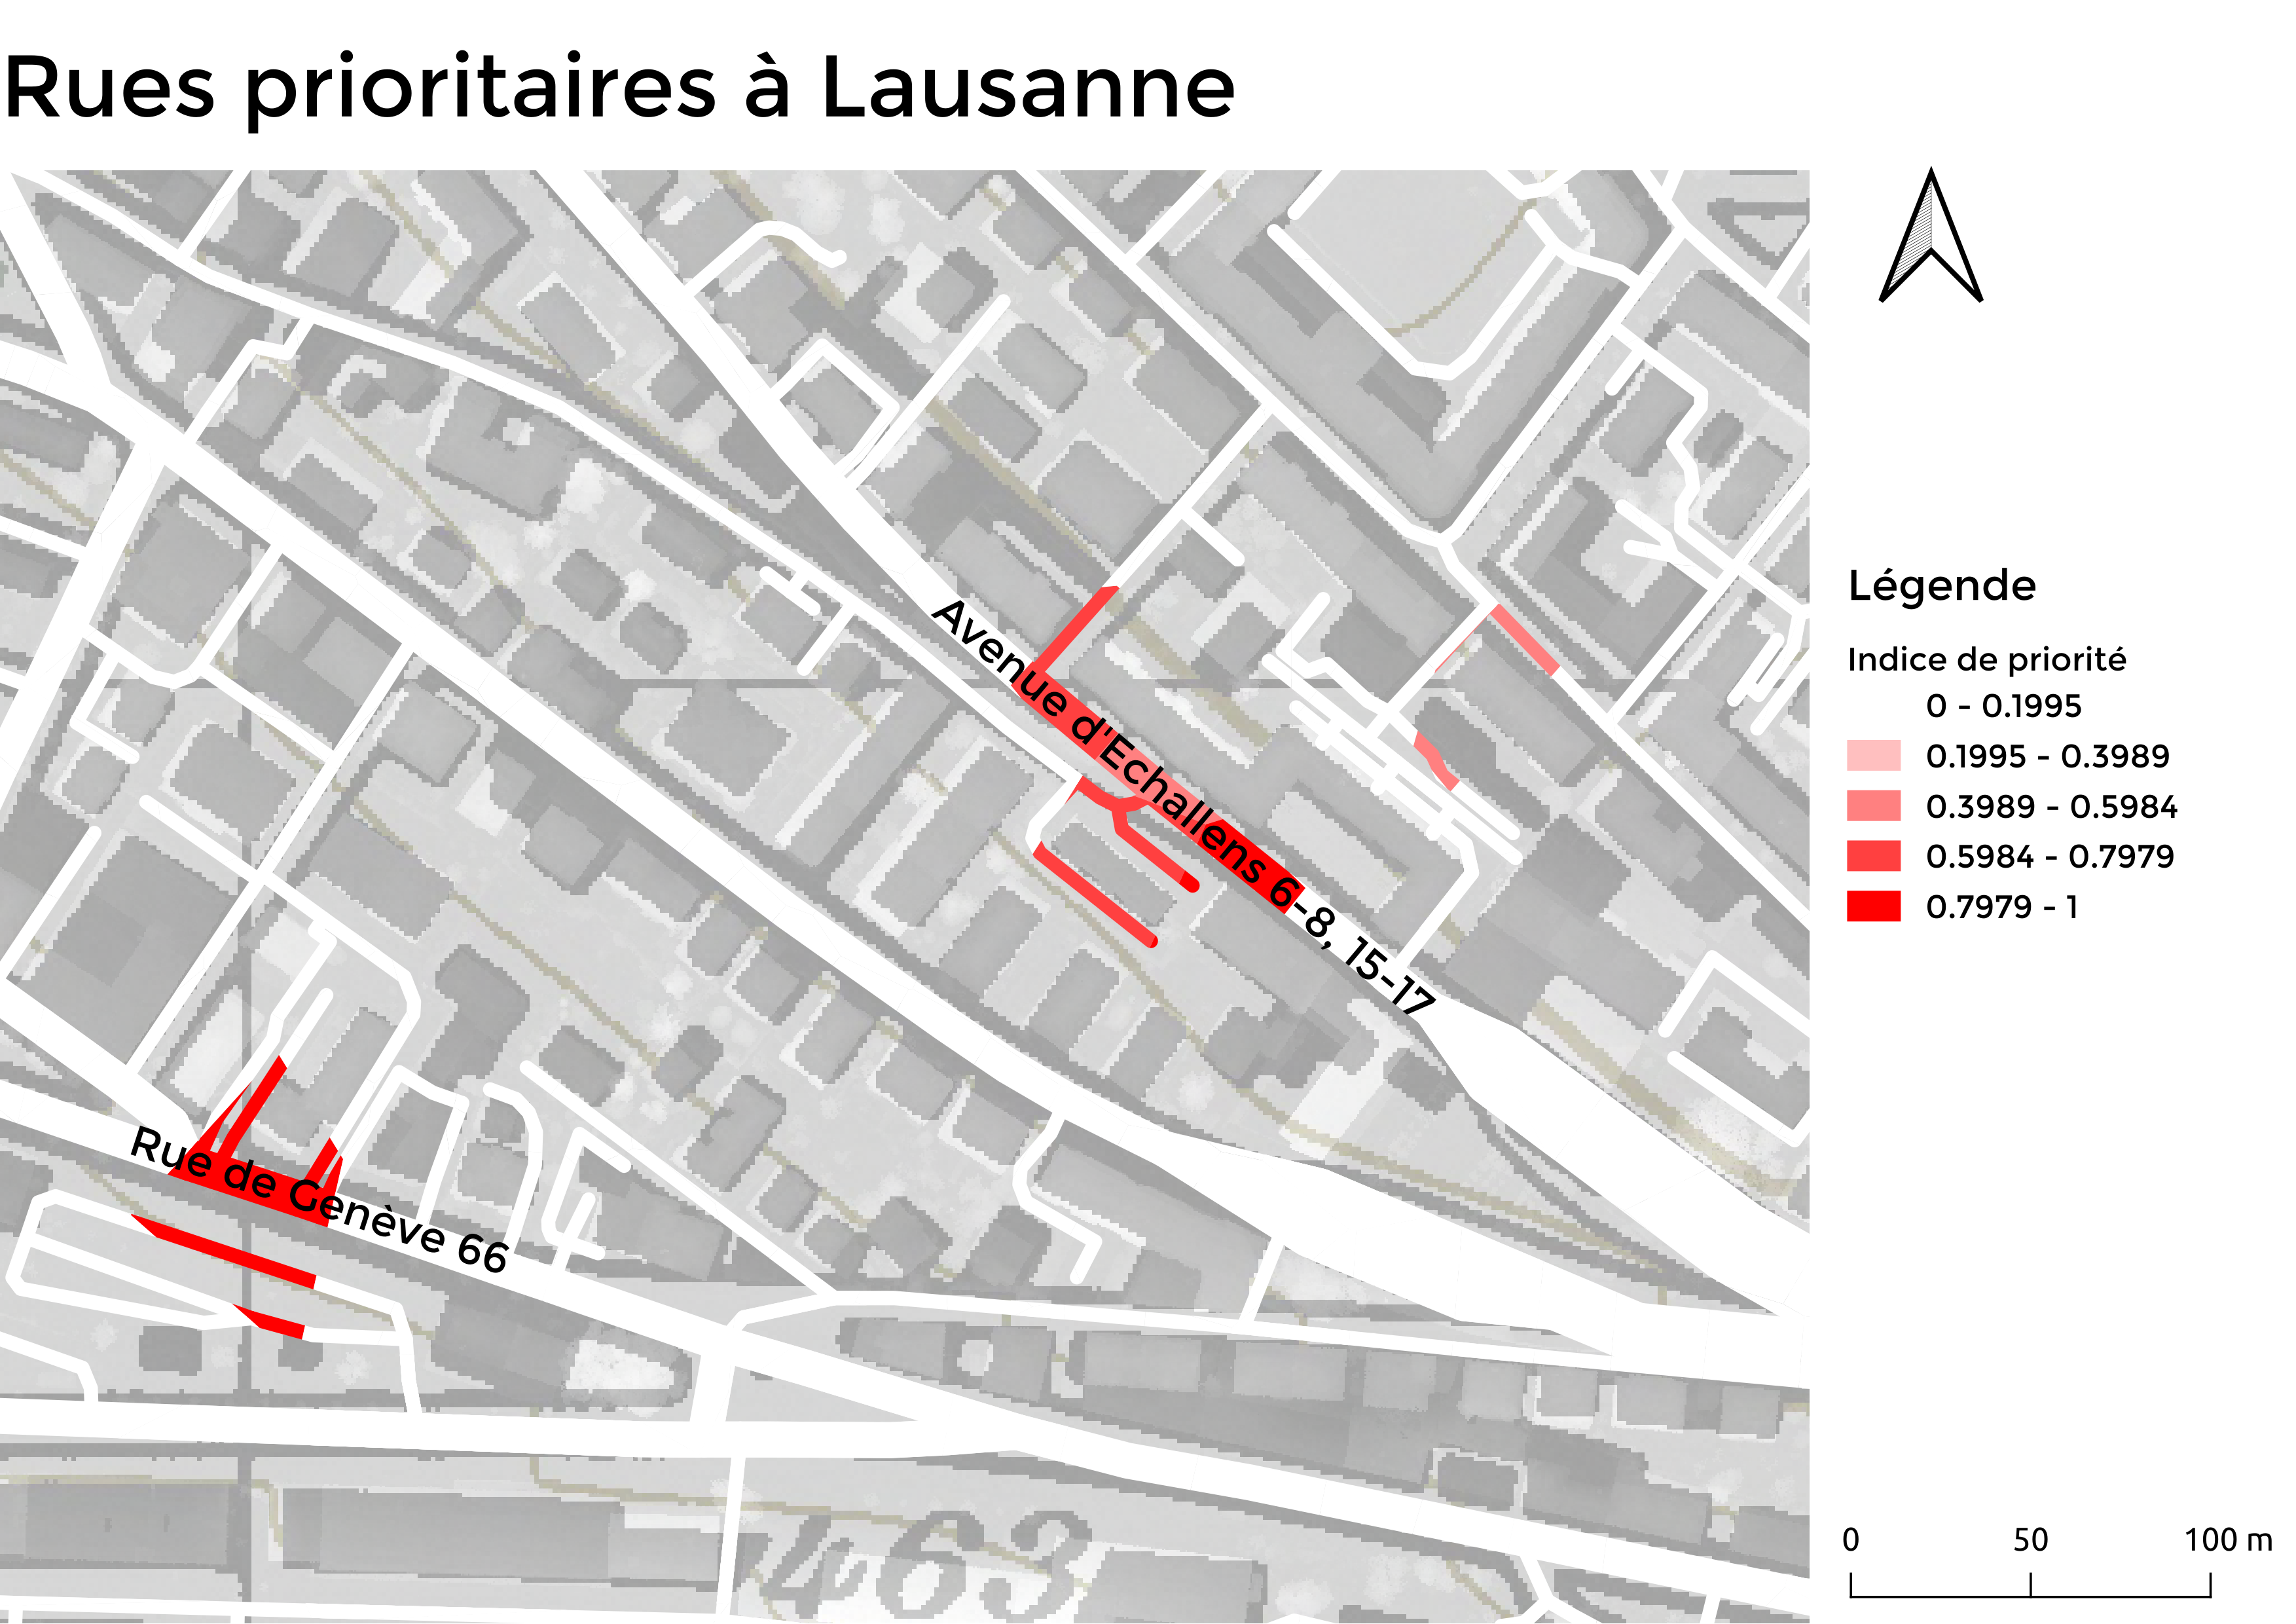 Rues prioritaires à Lausanne
Avenue d'Echallens 6-8, 15-17
Rue de Genève 66
463
Légende
Indice de priorité
0 - 0.1995
0.1995 - 0.3989
0.3989 - 0.5984
0.5984 - 0.7979
0.7979 - 1
0 50 100 m